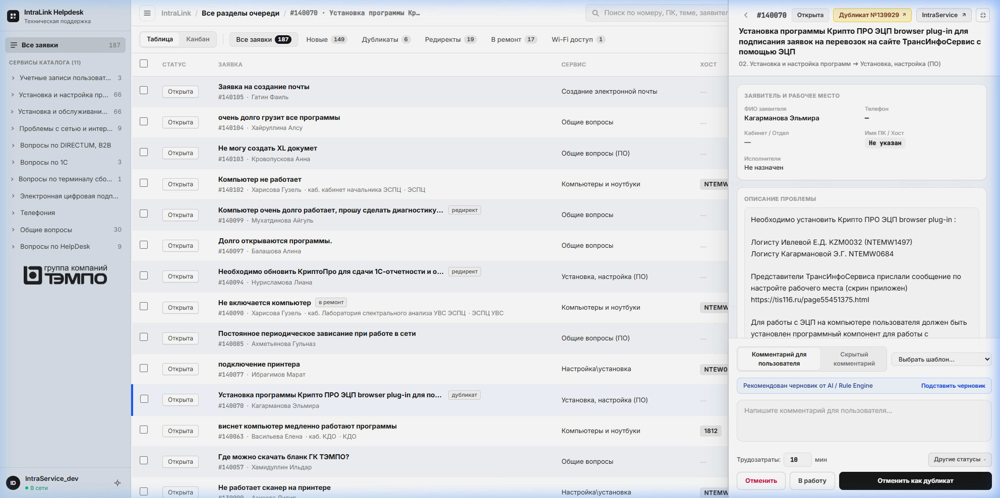 IntraLink Helpdesk
Техническая поддержка
Все заявки 187
СЕРВИСЫ КАТАЛОГА (11)
Учетные записи пользоват... 3
Установка и настройка пр... 66
Установка и обслуживани... 66
Проблемы с сетью и интер... 9
Вопросы по DIRECTUM, B2B
Вопросы по 1С 3
Вопросы по терминалу сбо... 1
Электронная цифровая подп...
Телефония
Общие вопросы 30
Вопросы по HelpDesk 9
группа компаний
ТЭМПО
ID
IntraService_dev
В сети
IntraLink / Все разделы очереди / #140070 · Установка программы Кр…
Поиск по номеру, ПК, теме, заявител
Таблица Канбан
Все заявки 187 Новые 149 Дубликаты 6 Редиректы 19 В ремонт 17 Wi-Fi доступ 1
СТАТУС ЗАЯВКА СЕРВИС ХОСТ
Открыта Заявка на создание почты Создание электронной почты —
#140105 · Гатин Фаиль
Открыта очень долго грузит все программы Общие вопросы —
#140104 · Хайруллина Алсу
Открыта Не могу создать XL докумет Общие вопросы (ПО) —
#140103 · Кровопускова Анна
Открыта Компьютер не работает Компьютеры и ноутбуки NTEMW
#140102 · Харисова Гузель · каб. кабинет начальника ЭСПЦ · ЭСПЦ
Открыта Компьютер очень долго работает, прошу сделать диагностику... редирект Общие вопросы —
#140099 · Мухатдинова Айгуль
Открыта Долго открываются программы. Общие вопросы —
#140097 · Балашова Алина
Открыта Необходимо обновить КриптоПро для сдачи 1С-отчетности и о... редирект Установка, настройка (ПО) —
#140094 · Нурисламова Лиана
Открыта Не включается компьютер в ремонт Компьютеры и ноутбуки NTEMW
#140090 · Харисова Гузель · каб. Лаборатория спектрального анализа УВС ЭСПЦ · ЭСПЦ УВС
Открыта Постоянное периодическое зависание при работе в сети Общие вопросы (ПО) —
#140085 · Ахметьянова Гульназ
Открыта подключение принтера Настройка\установка NTEW0
#140077 · Ибрагимов Марат
Открыта Установка программы Крипто ПРО ЭЦП browser plug-in для по... дубликат Установка, настройка (ПО) —
#140070 · Кагарманова Эльмира
Открыта виснет компьютер медленно работают программы Компьютеры и ноутбуки 1812
#140063 · Васильева Елена · каб. КДО · КДО
Открыта Где можно скачать бланк ГК ТЭМПО? Общие вопросы —
#140057 · Хамидуллин Ильдар
Открыта Не работает сканер на принтере Настройка\установка NTEMW
#139999 · Азизова Лидия
#140070 Открыта Дубликат №139929 ↗ IntraService ↗
Установка программы Крипто ПРО ЭЦП browser plug-in для
подписания заявок на перевозок на сайте ТрансИнфоСервис с
помощью ЭЦП
02. Установка и настройка программ → Установка, настройка (ПО)
ЗАЯВИТЕЛЬ И РАБОЧЕЕ МЕСТО
ФИО заявителя Телефон
Кагарманова Эльмира —
Кабинет / Отдел Имя ПК / Хост
— Не указан
Исполнители
Не назначен
ОПИСАНИЕ ПРОБЛЕМЫ
Необходимо установить Крипто ПРО ЭЦП browser plug-in :
Логисту Ивлевой Е.Д. KZM0032 (NTEMW1497)
Логисту Кагармановой Э.Г. NTEMW0684
Представители ТрансИнфоСервиса прислали сообщение по
настройте рабочего места (скрин приложен)
https://tis116.ru/page55451375.html
Для работы с ЭЦП на компьютере пользователя должен быть
установлен программный компонент для работы с
Комментарий для
пользователя
Скрытый
комментарий
Выбрать шаблон...
Рекомендован черновик от AI / Rule Engine Подставить черновик
Напишите комментарий для пользователя...
Трудозатраты: 10 мин Другие статусы
Отменить В работу Отменить как дубликат